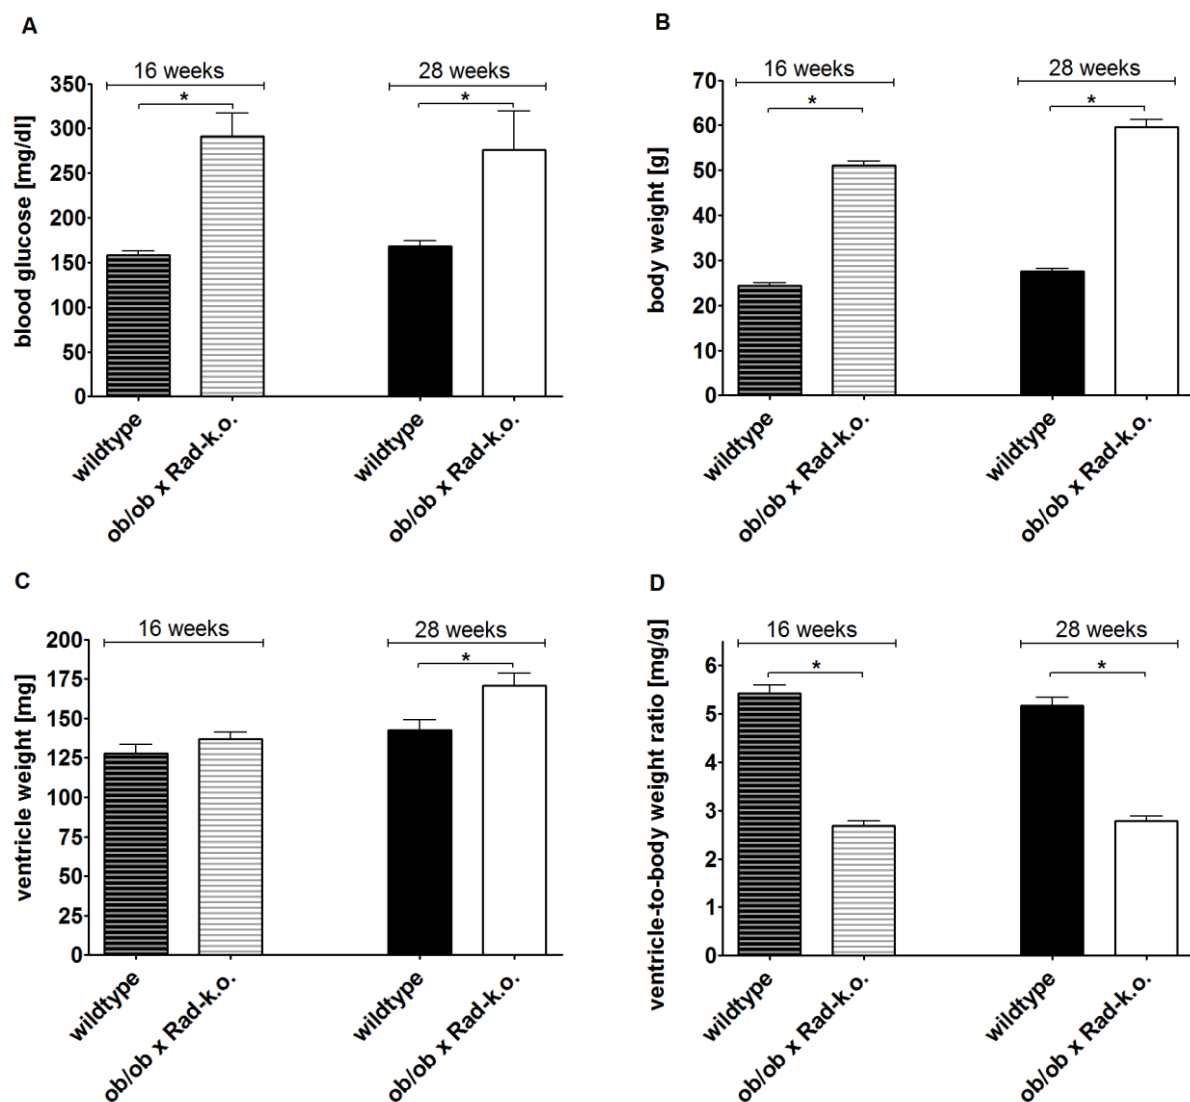 A
16 weeks
28 weeks
*
*
blood glucose [mg/dl]
350
300
250
200
150
100
50
0
wildtype
ob/ob x Rad-k.o.
wildtype
ob/ob x Rad-k.o.
B
16 weeks
28 weeks
*
*
body weight [g]
70
60
50
40
30
20
10
0
wildtype
ob/ob x Rad-k.o.
wildtype
ob/ob x Rad-k.o.
C
16 weeks
28 weeks
*
ventricle weight [mg]
200
175
150
125
100
75
50
25
0
wildtype
ob/ob x Rad-k.o.
wildtype
ob/ob x Rad-k.o.
D
16 weeks
28 weeks
*
*
ventricle-to-body weight ratio [mg/g]
6
5
4
3
2
1
0
wildtype
ob/ob x Rad-k.o.
wildtype
ob/ob x Rad-k.o.